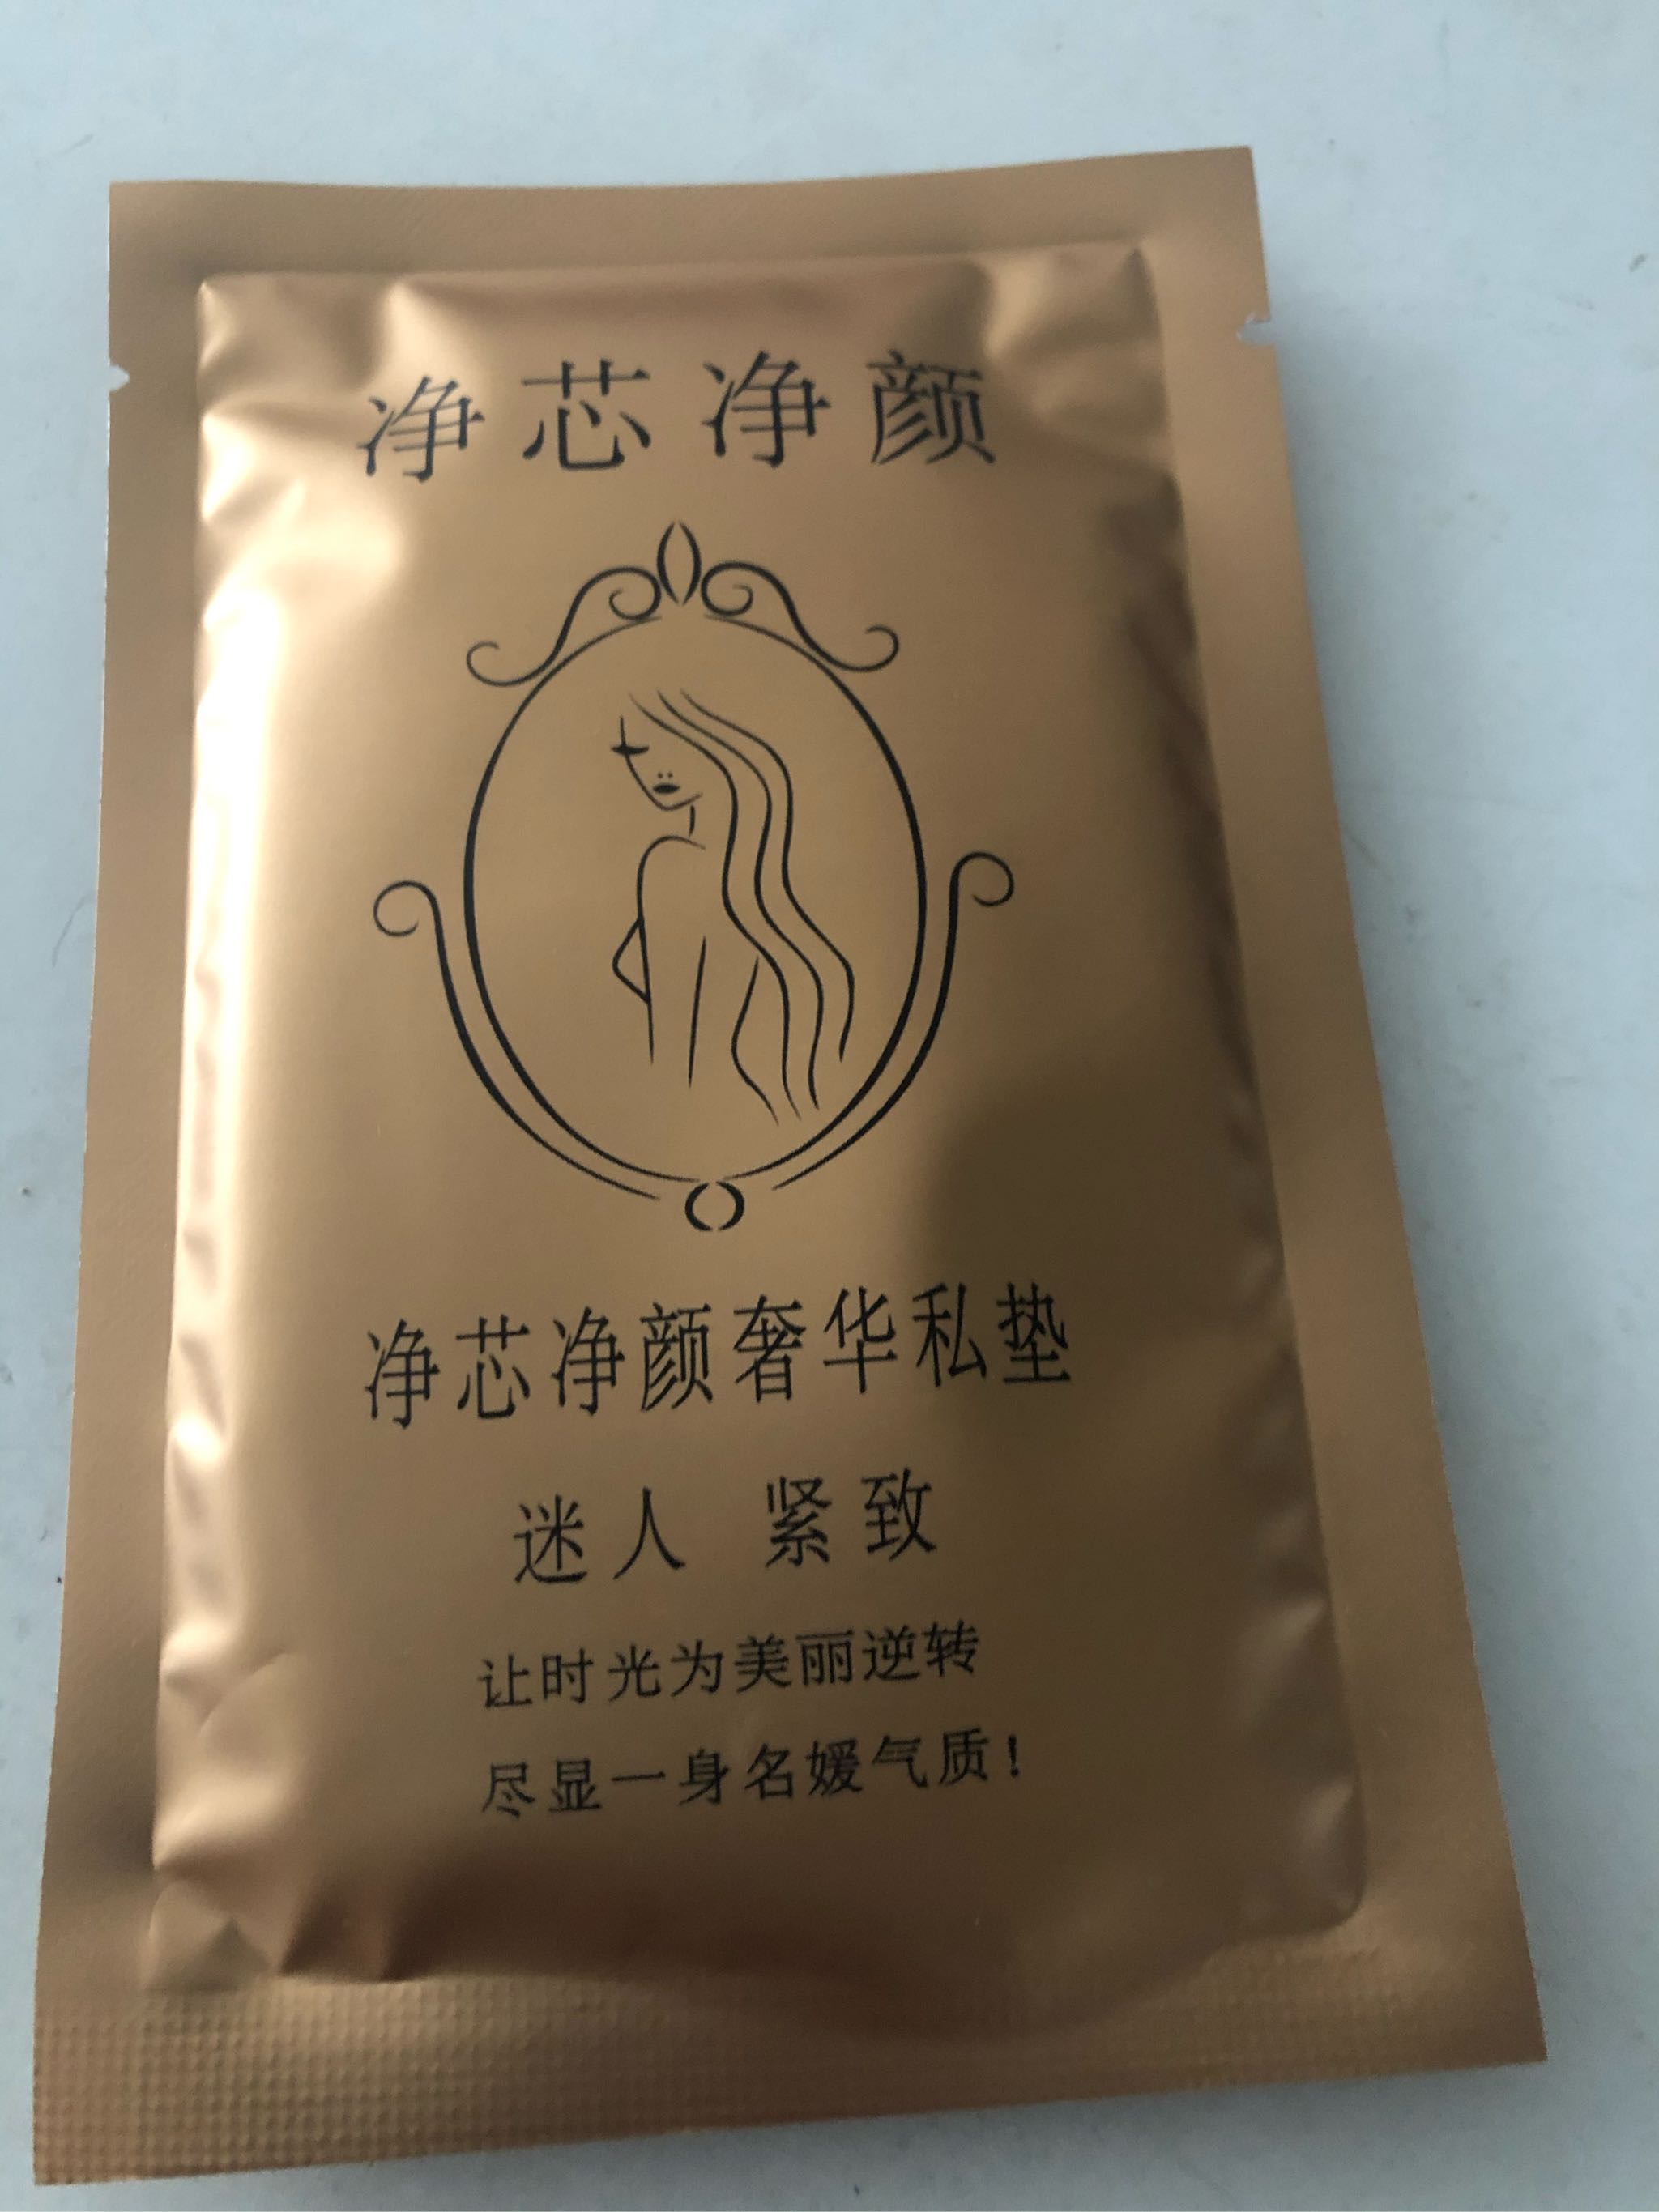 净芯净颜
净芯净颜奢华私垫
迷人 紧致
让时光为美丽逆转
尽显一身名媛气质!